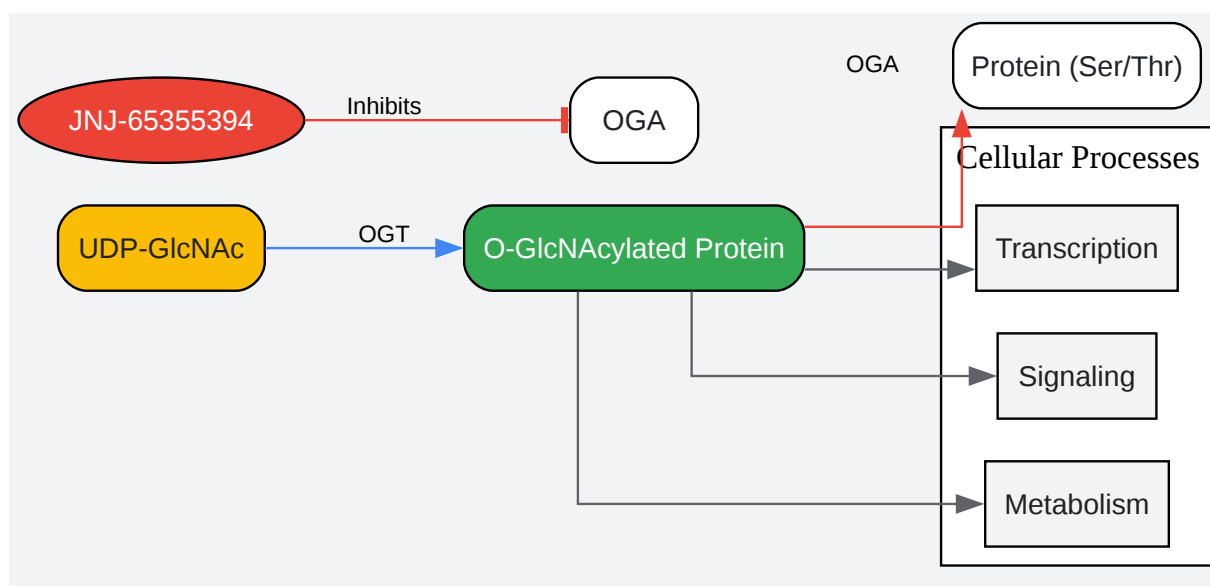 OGA
Protein (Ser/Thr)
JNJ-65355394
Inhibits
OGA
Cellular Processes
UDP-GlcNAc
OGT
O-GlcNAcylated Protein
Transcription
Signaling
Metabolism